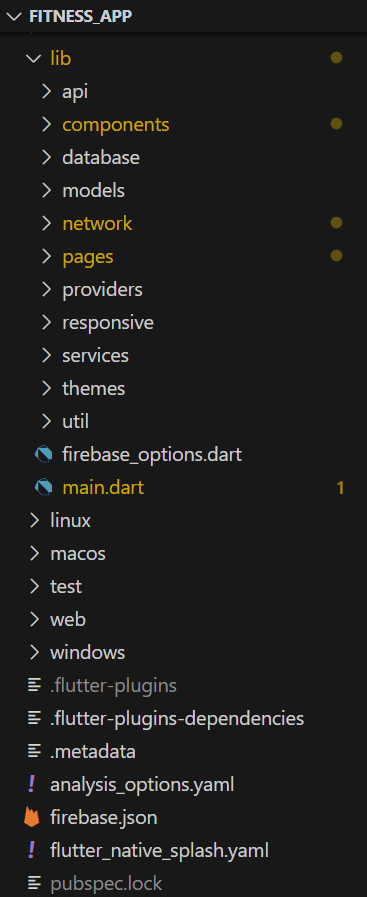 FITNESS_APP
lib
api
components
database
models
network
pages
providers
responsive
services
themes
util
firebase_options.dart
main.dart 1
linux
macos
test
web
windows
.flutter-plugins
.flutter-plugins-dependencies
.metadata
analysis_options.yaml
firebase.json
flutter_native_splash.yaml
pubspec.lock